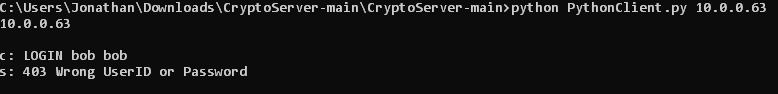 C:\Users\Jonathan\Downloads\CryptoServer-main\CryptoServer-main>python PythonClient.py 10.0.0.63
10.0.0.63
c: LOGIN bob bob
s: 403 Wrong UserID or Password